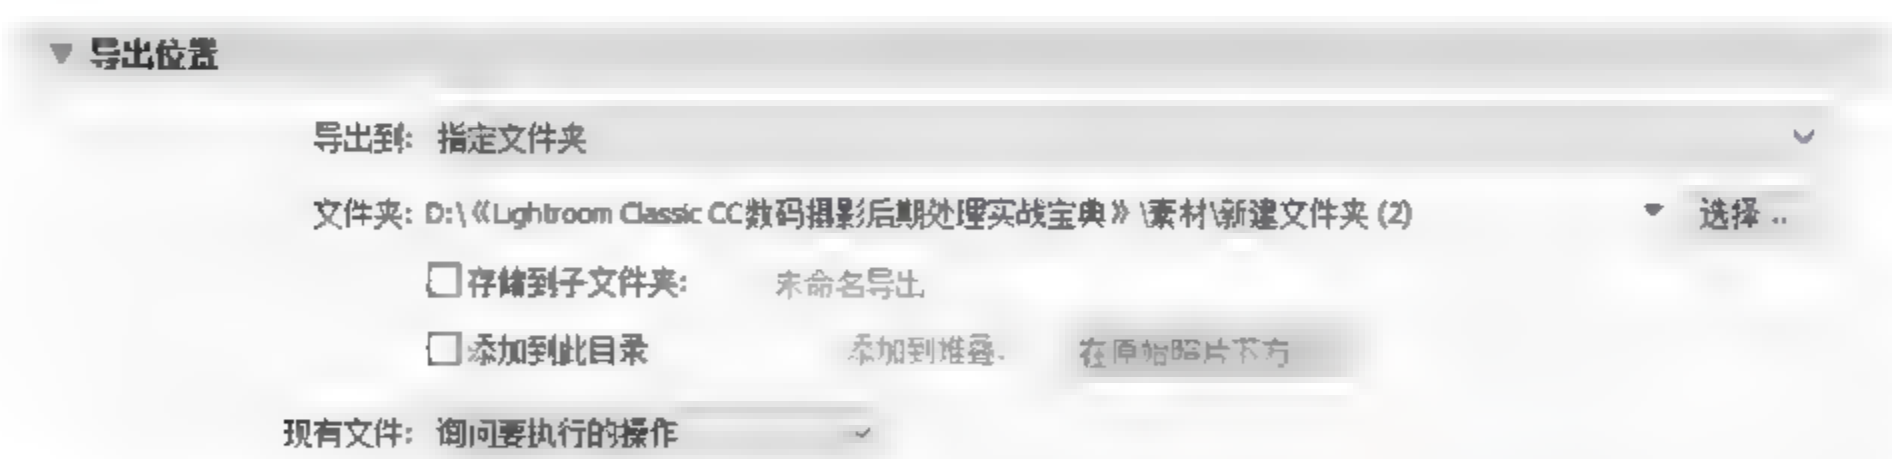 导出位置
导出到: 指定文件夹
文件夹: D:\《Lightroom Classic CC数码摄影后期处理实战宝典》\素材\新建文件夹 (2) 选择 ..
存储到子文件夹: 未命名导出
添加到此目录 添加到堆叠: 在原始照片下方
现有文件: 询问要执行的操作